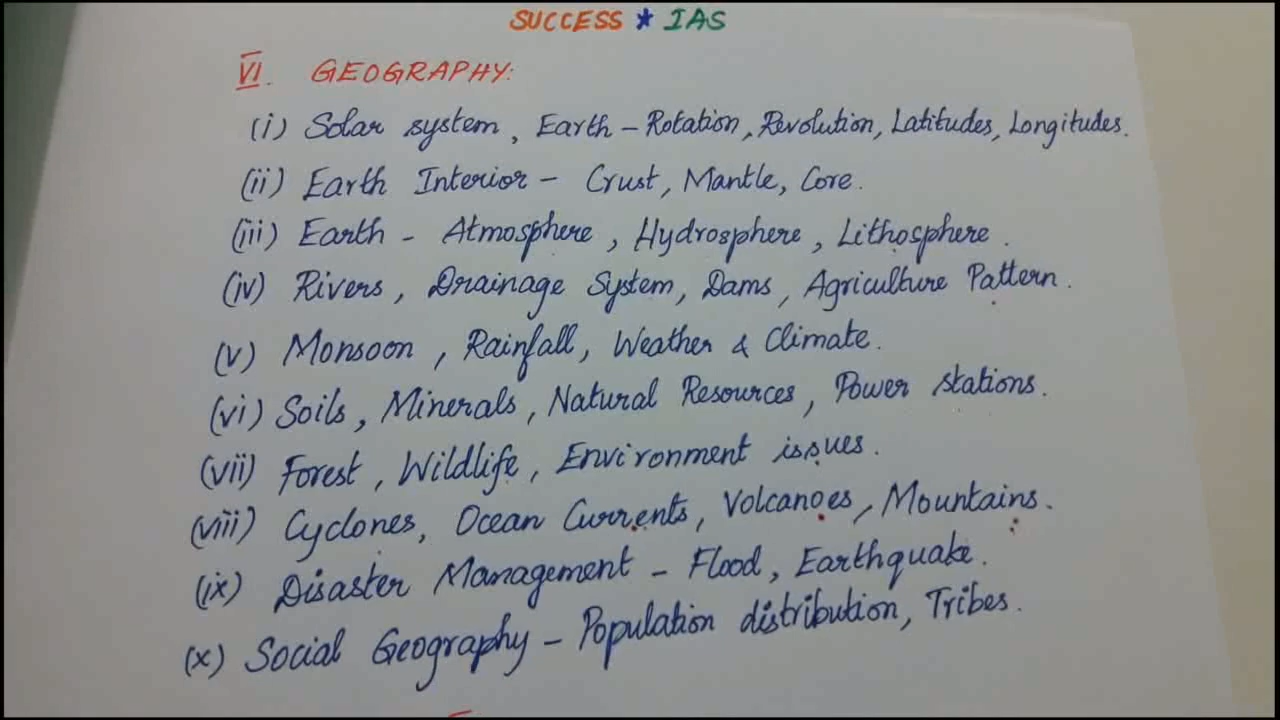 SUCCESS * IAS
VI. GEOGRAPHY:
(i) Solar system, Earth – Rotation, Revolution, Latitudes, Longitudes.
(ii) Earth Interior – Crust, Mantle, Core.
(iii) Earth – Atmosphere, Hydrosphere, Lithosphere.
(iv) Rivers, Drainage System, Dams, Agriculture Pattern.
(v) Monsoon, Rainfall, Weather & Climate.
(vi) Soils, Minerals, Natural Resources, Power stations.
(vii) Forest, Wildlife, Environment issues.
(viii) Cyclones, Ocean Currents, Volcanoes, Mountains.
(ix) Disaster Management – Flood, Earthquake.
(x) Social Geography – Population distribution, Tribes.